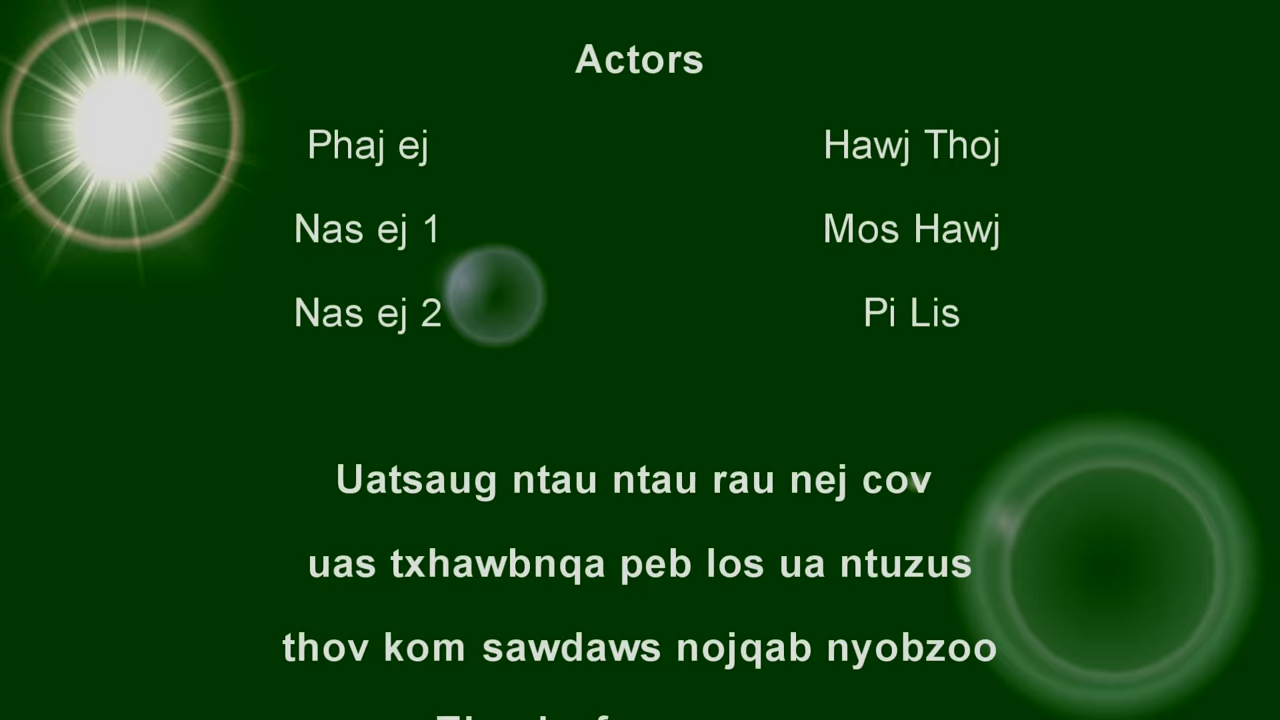 Actors
Phaj ej Hawj Thoj
Nas ej 1 Mos Hawj
Nas ej 2 Pi Lis
Uatsaug ntau ntau rau nej cov
uas txhawbnqa peb los ua ntuzus
thov kom sawdaws nojqab nyobzoo